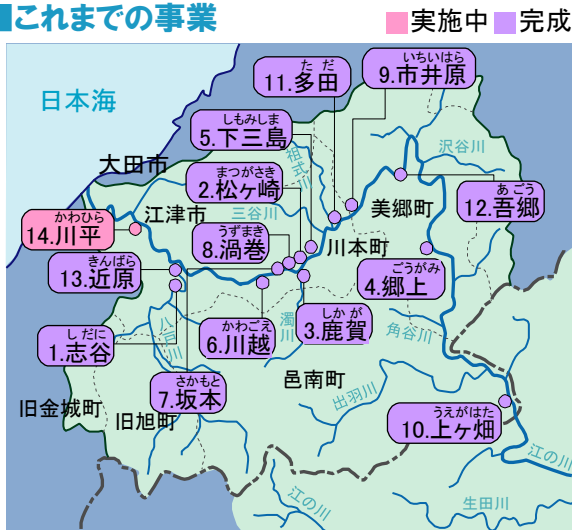 ■これまでの事業
■実施中 ■完成
日本海
ただ
11.多田
いちいはら
9.市井原
しもみしま
5.下三島
祖式川
沢谷川
大田市
まつがさき
2.松ヶ崎
三谷川
あごう
12.吾郷
美郷町
かわひら
14.川平
江津市
うずまき
8.渦巻
川本町
きんばら
13.近原
ごうがみ
4.郷上
しかが
3.鹿賀
しだに
1.志谷
八戸川
かわごえ
6.川越
濁川
角谷川
さかもと
7.坂本
邑南町
出羽川
旧金城町
旧旭町
うえがはた
10.上ヶ畑
江の川
江の川
生田川